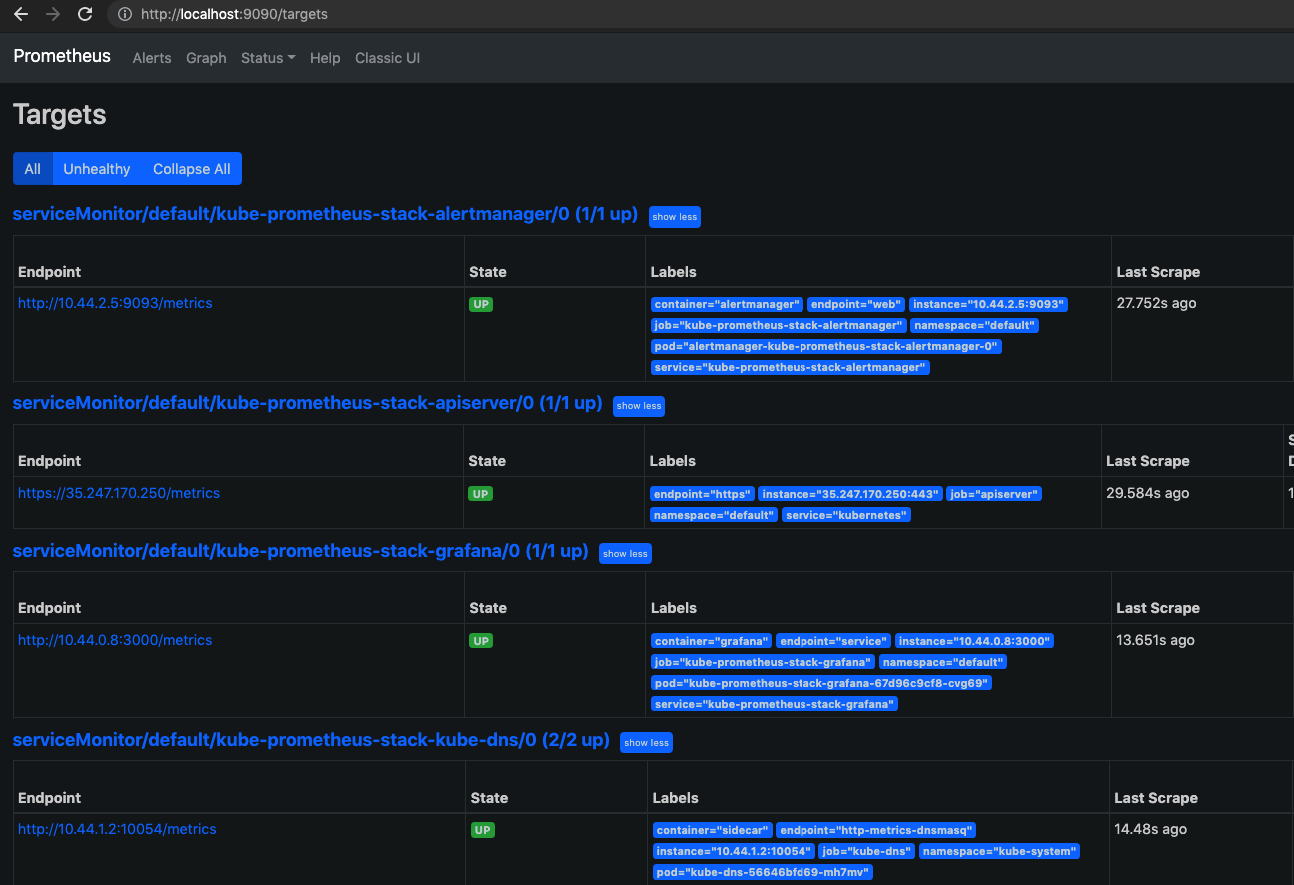 http://localhost:9090/targets
Prometheus Alerts Graph Status Help Classic UI
Targets
All Unhealthy Collapse All
serviceMonitor/default/kube-prometheus-stack-alertmanager/0 (1/1 up) show less
Endpoint State Labels Last Scrape
http://10.44.2.5:9093/metrics UP container="alertmanager" endpoint="web" instance="10.44.2.5:9093" 27.752s ago
job="kube-prometheus-stack-alertmanager" namespace="default"
pod="alertmanager-kube-prometheus-stack-alertmanager-0"
service="kube-prometheus-stack-alertmanager"
serviceMonitor/default/kube-prometheus-stack-apiserver/0 (1/1 up) show less
S
Endpoint State Labels Last Scrape D
https://35.247.170.250/metrics UP endpoint="https" instance="35.247.170.250:443" job="apiserver" 29.584s ago 1
namespace="default" service="kubernetes"
serviceMonitor/default/kube-prometheus-stack-grafana/0 (1/1 up) show less
Endpoint State Labels Last Scrape
http://10.44.0.8:3000/metrics UP container="grafana" endpoint="service" instance="10.44.0.8:3000" 13.651s ago
job="kube-prometheus-stack-grafana" namespace="default"
pod="kube-prometheus-stack-grafana-67d96c9cf8-cvg69"
service="kube-prometheus-stack-grafana"
serviceMonitor/default/kube-prometheus-stack-kube-dns/0 (2/2 up) show less
Endpoint State Labels Last Scrape
http://10.44.1.2:10054/metrics UP container="sidecar" endpoint="http-metrics-dnsmasq" 14.48s ago
instance="10.44.1.2:10054" job="kube-dns" namespace="kube-system"
pod="kube-dns-56646bfd69-mh7mv"